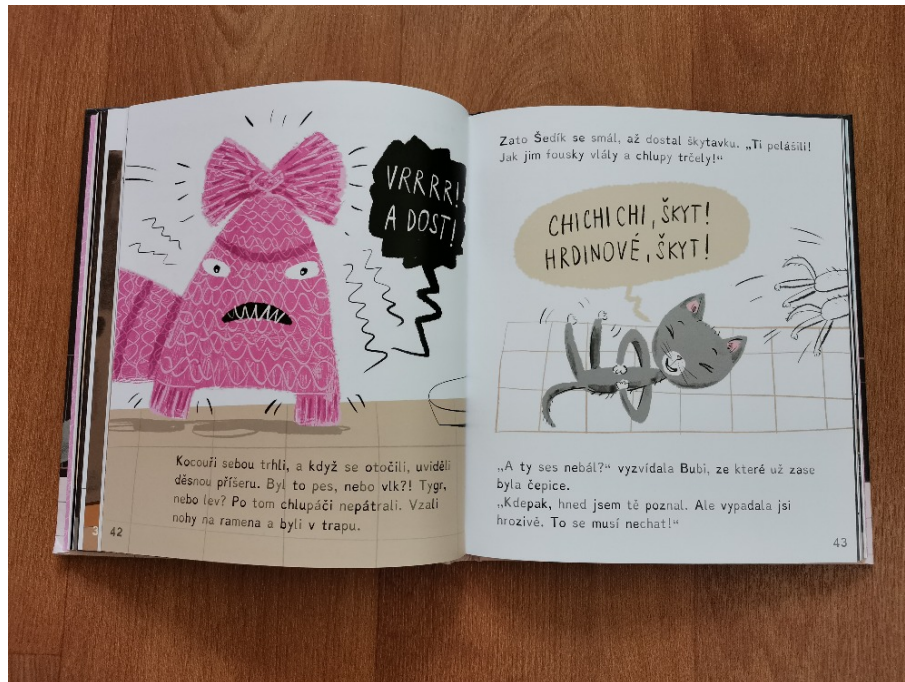 VRRRR!
A DOST!
Kocouři sebou trhli, a když se otočili, uviděli
děsnou příšeru. Byl to pes, nebo vlk?! Tygr,
nebo lev? Po tom chlupáči nepátrali. Vzali
nohy na ramena a byli v trapu.
3 42
Zato Šedík se smál, až dostal škytavku. „Ti pelášili!
Jak jim fousky vlály a chlupy trčely!“
CHICHICHI, ŠKYT!
HRDINOVÉ, ŠKYT!
„A ty ses nebál?“ vyzvídala Bubi, ze které už zase
byla čepice.
„Kdepak, hned jsem tě poznal. Ale vypadala jsi
hrozivě. To se musí nechat!“
43